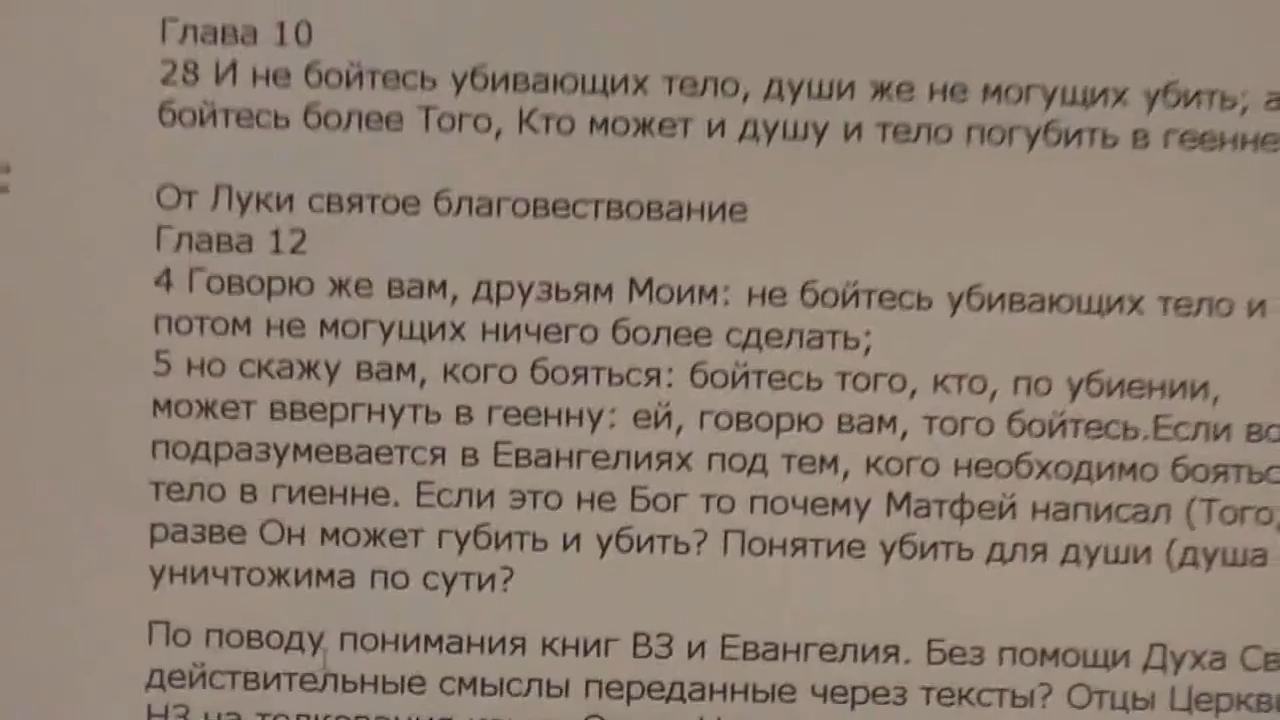 Глава 10
28 И не бойтесь убивающих тело, души же не могущих убить; а
бойтесь более Того, Кто может и душу и тело погубить в геенне
От Луки святое благовествование
Глава 12
4 Говорю же вам, друзьям Моим: не бойтесь убивающих тело и
потом не могущих ничего более сделать;
5 но скажу вам, кого бояться: бойтесь того, кто, по убиении,
может ввергнуть в геенну: ей, говорю вам, того бойтесь.Если
подразумевается в Евангелиях под тем, кого необходимо
тело в гиенне. Если это не Бог то почему Матфей написал (Того
разве Он может губить и убить? Понятие убить для души (душа
уничтожима по сути?
По поводу понимания книг ВЗ и Евангелия. Без помощи Духа
действительные смыслы переданные через тексты? Отцы